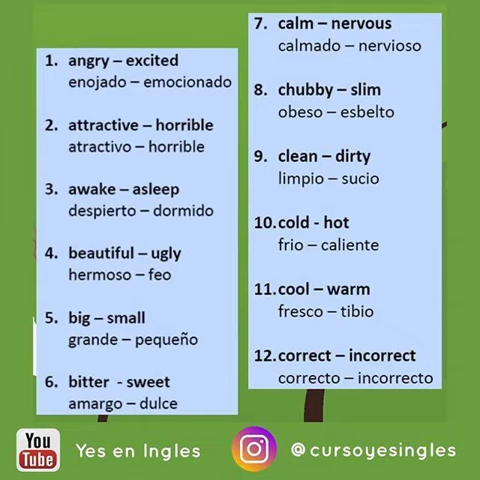 1. angry – excited
enojado – emocionado
2. attractive – horrible
atractivo – horrible
3. awake – asleep
despierto – dormido
4. beautiful – ugly
hermoso – feo
5. big – small
grande – pequeño
6. bitter - sweet
amargo – dulce
7. calm – nervous
calmado – nervioso
8. chubby – slim
obeso – esbelto
9. clean – dirty
limpio – sucio
10. cold - hot
frio – caliente
11. cool – warm
fresco – tibio
12. correct – incorrect
correcto – incorrecto
You
Tube
Yes en Ingles
@cursoyesingles